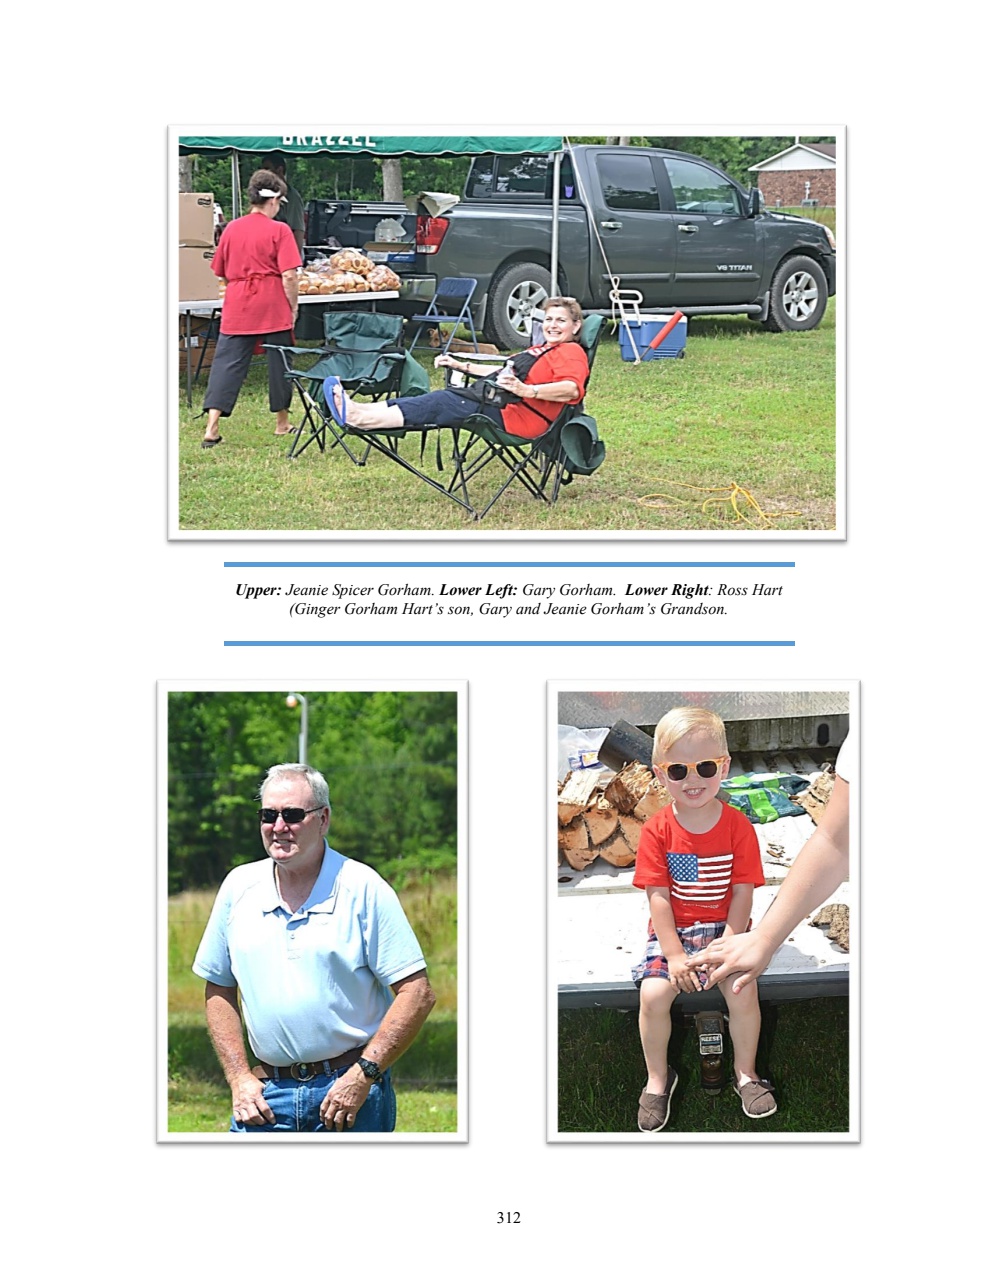 BRAZZEL
V8 TITAN
Upper: Jeanie Spicer Gorham. Lower Left: Gary Gorham. Lower Right: Ross Hart
(Ginger Gorham Hart’s son, Gary and Jeanie Gorham’s Grandson.
REESE
312